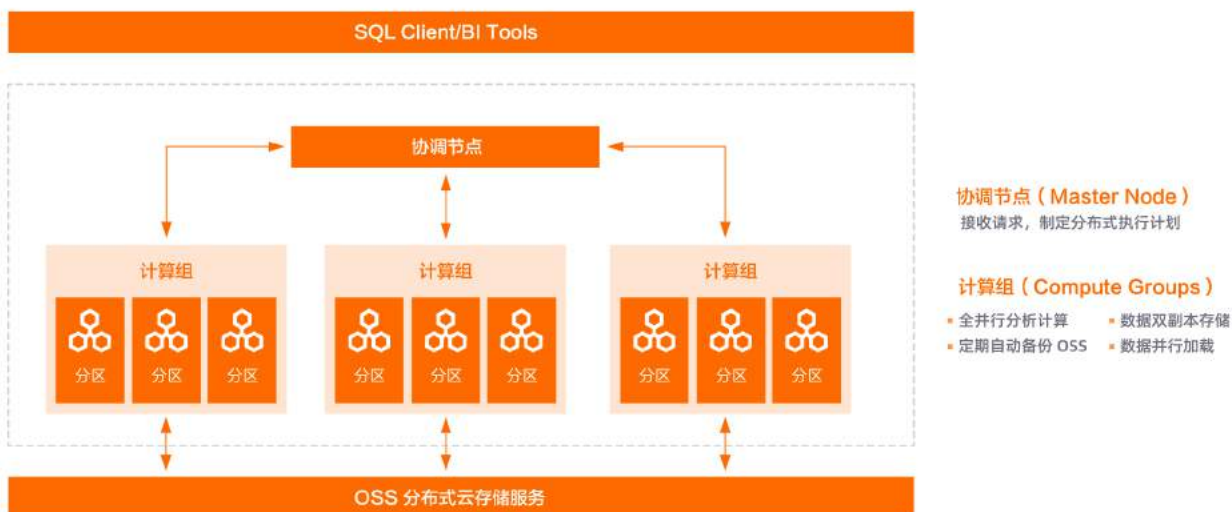 SQL Client/BI Tools
协调节点
计算组 计算组 计算组
分区 分区 分区 分区 分区 分区 分区 分区 分区
OSS 分布式云存储服务
协调节点（Master Node）
接收请求，制定分布式执行计划
计算组（Compute Groups）
▪ 全并行分析计算 ▪ 数据双副本存储
▪ 定期自动备份 OSS ▪ 数据并行加载